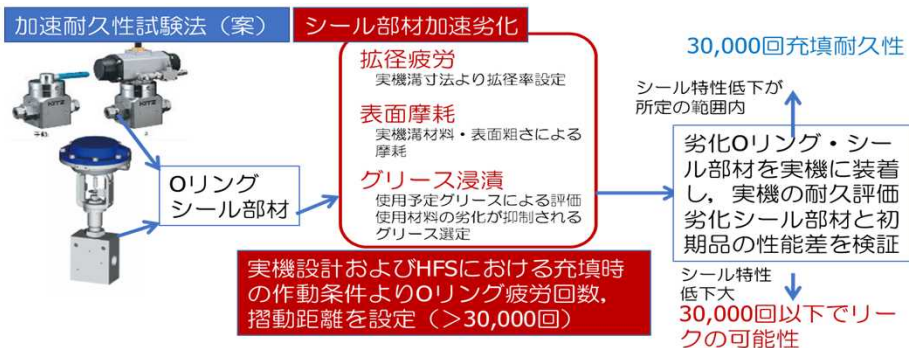 加速耐久性試験法（案）
シール部材加速劣化
拡径疲労
実機溝寸法より拡径率設定
表面摩耗
実機溝材料・表面粗さによる
摩耗
グリース浸漬
使用予定グリースによる評価
使用材料の劣化が抑制される
グリース選定
Oリング
シール部材
実機設計およびHFSにおける充填時
の作動条件よりOリング疲労回数，
摺動距離を設定（>30,000回）
30,000回充填耐久性
シール特性低下が
所定の範囲内
劣化Oリング・シー
ル部材を実機に装着
し，実機の耐久評価
劣化シール部材と初
期品の性能差を検証
シール特性
低下大
30,000回以下でリー
クの可能性
KITZ
KITZ